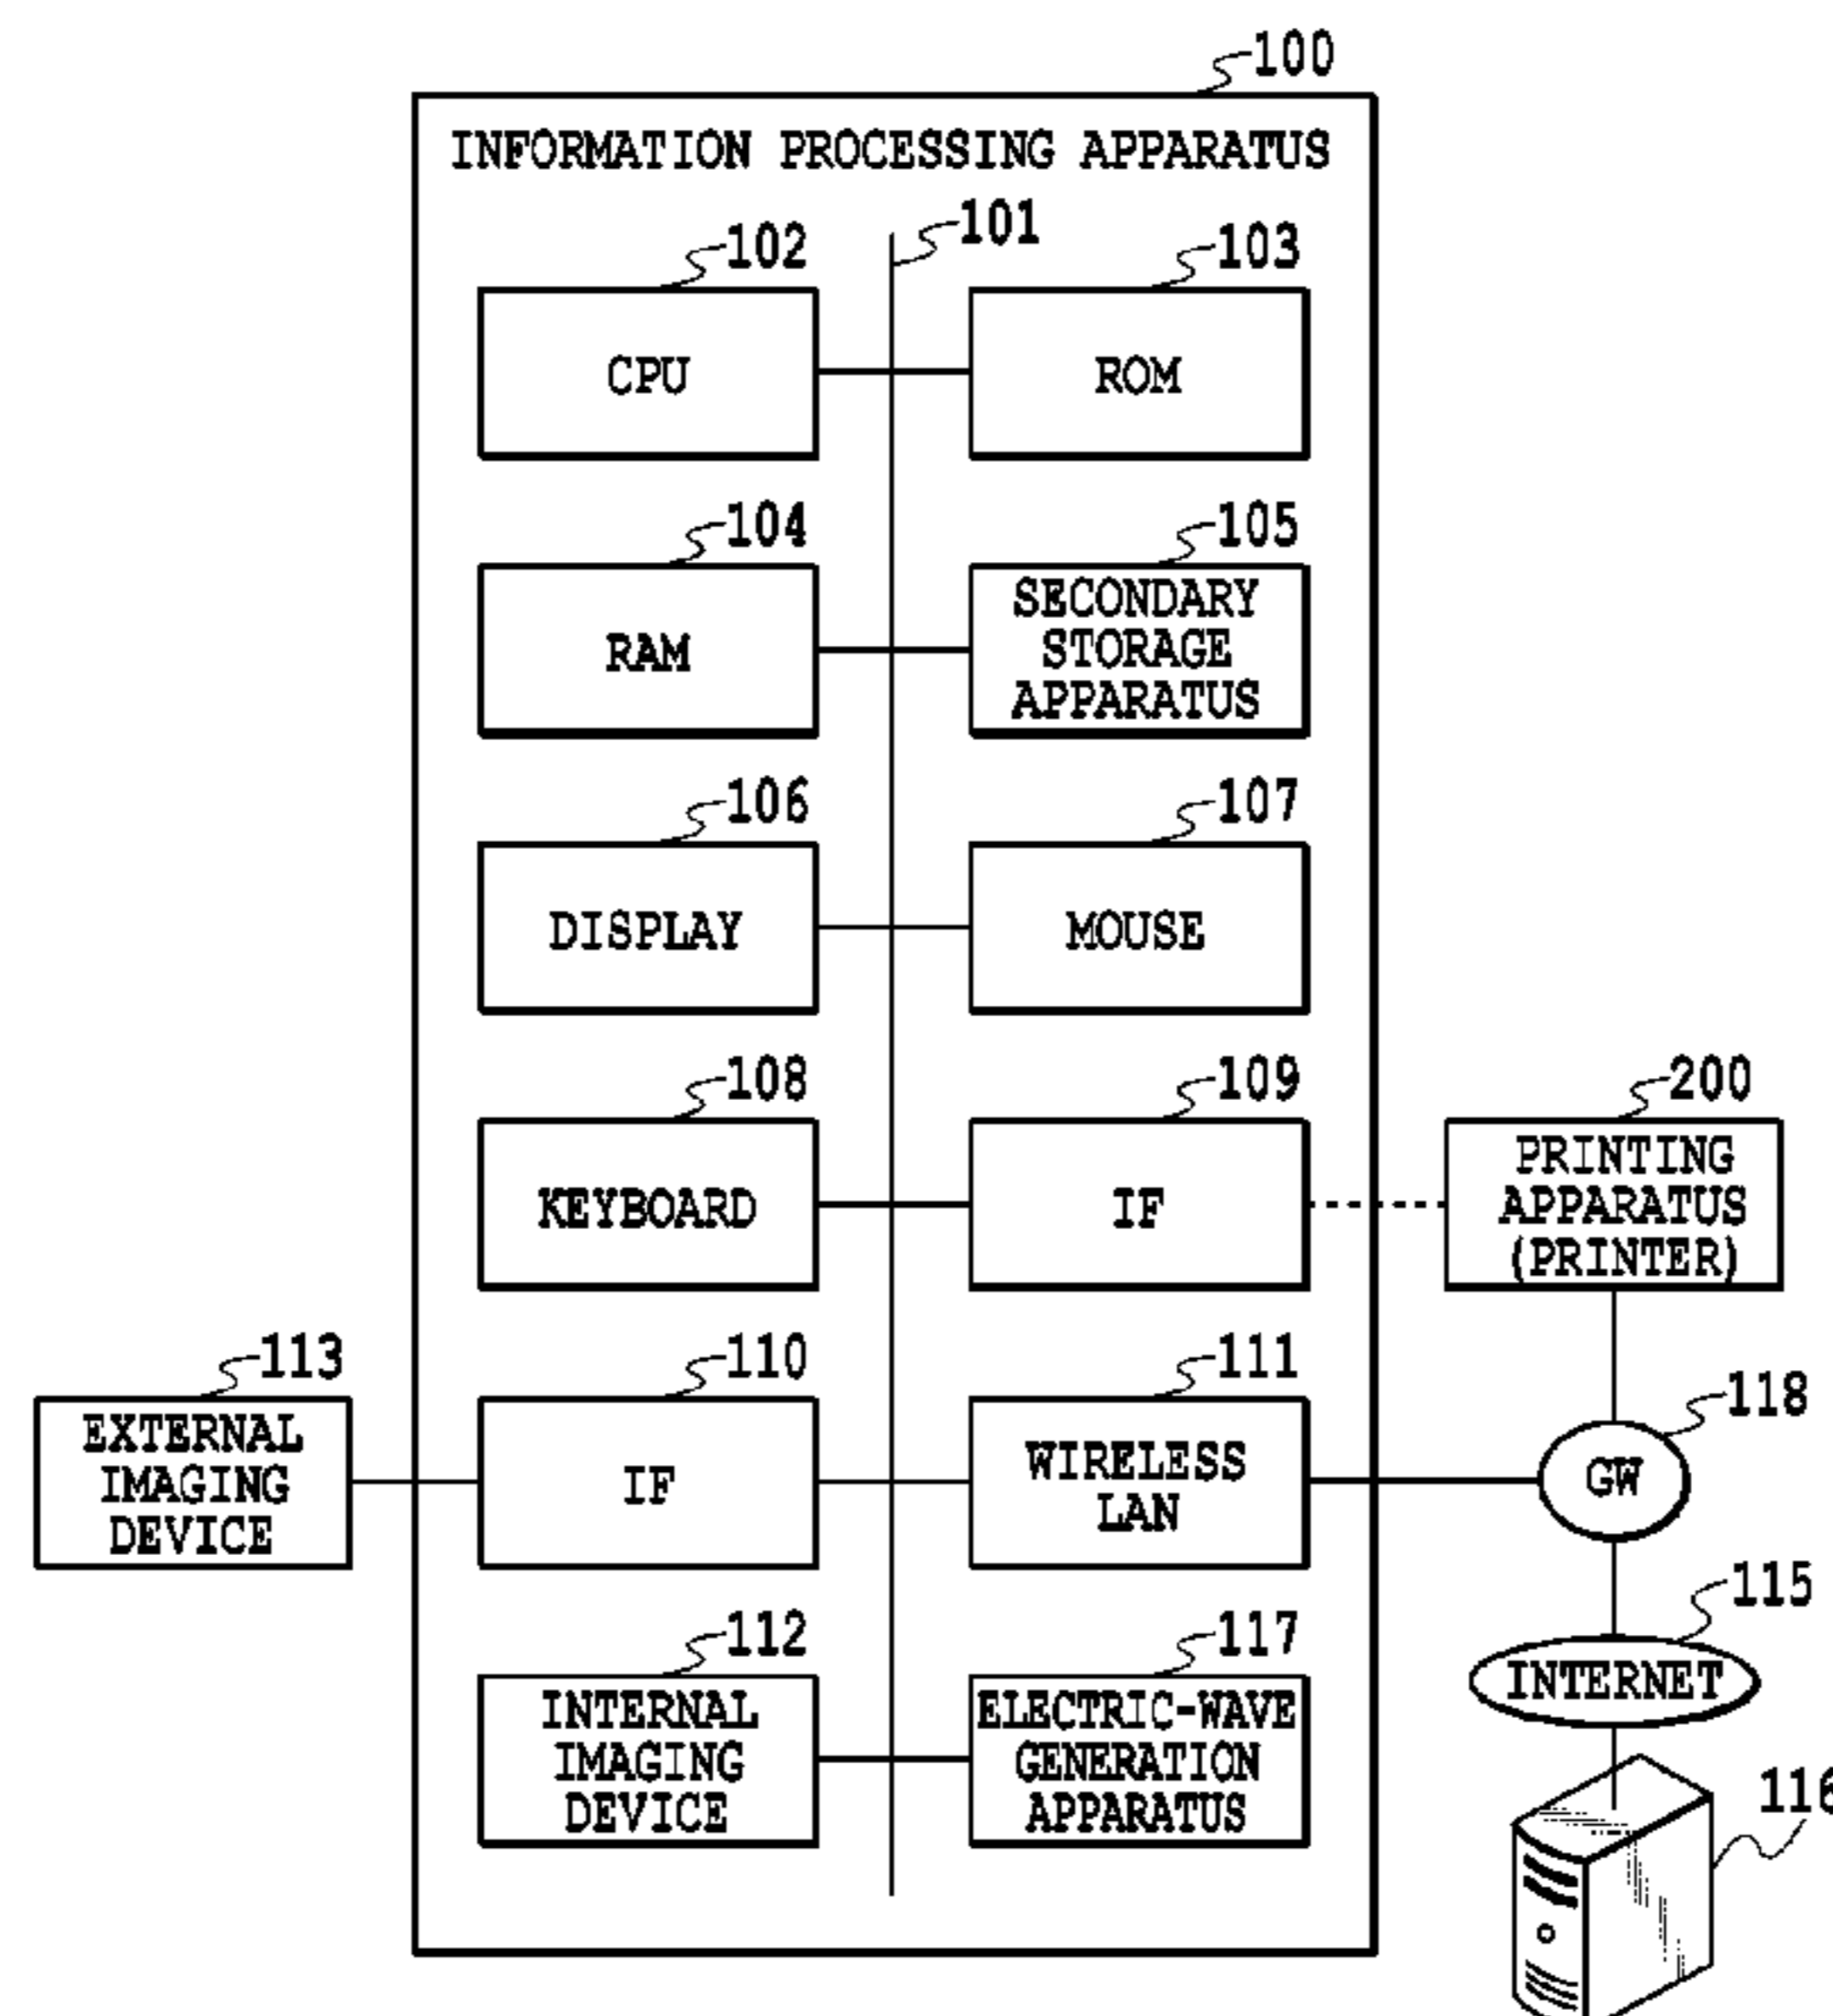 100
INFORMATION PROCESSING APPARATUS
101
102
103
CPU
ROM
104
105
RAM
SECONDARY
STORAGE
APPARATUS
106
107
DISPLAY
MOUSE
108
109
200
KEYBOARD
IF
PRINTING
APPARATUS
(PRINTER)
113
110
111
118
EXTERNAL
IMAGING
DEVICE
IF
WIRELESS
LAN
GW
115
INTERNET
112
117
INTERNAL
IMAGING
DEVICE
ELECTRIC-WAVE
GENERATION
APPARATUS
116